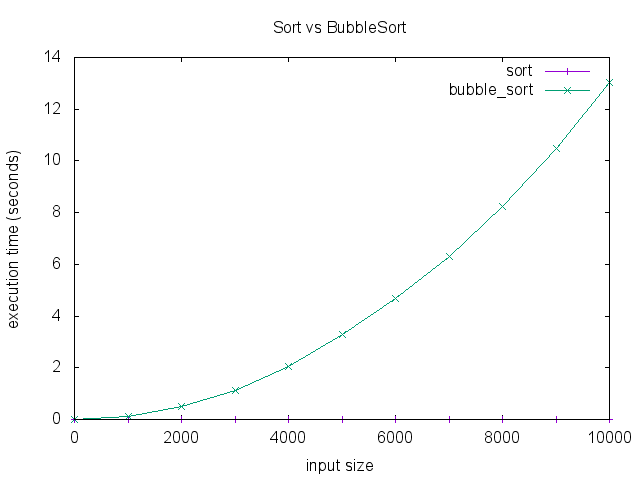 Sort vs BubbleSort
14
12
10
8
6
4
2
0
execution time (seconds)
sort
bubble_sort
0 2000 4000 6000 8000 10000
input size